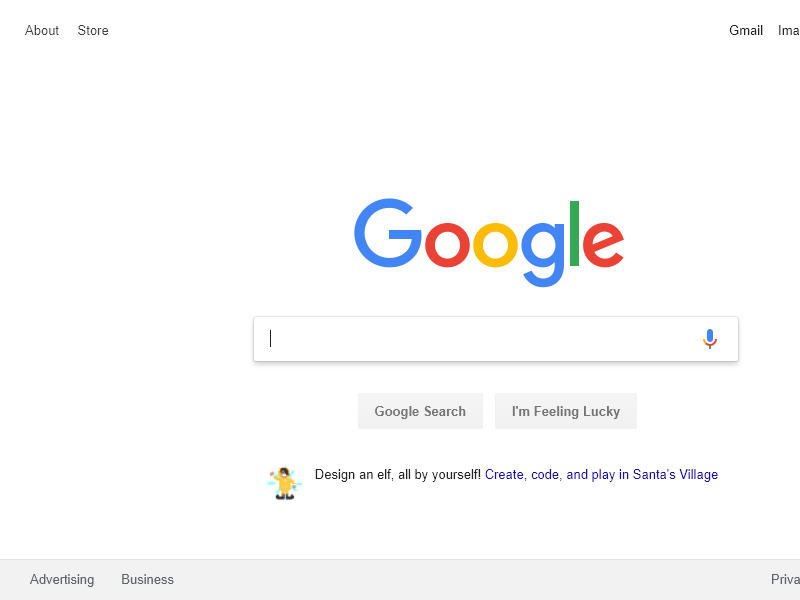 About Store
Gmail Ima
Google
Google Search
I'm Feeling Lucky
Design an elf, all by yourself! Create, code, and play in Santa's Village
Advertising Business
Priva